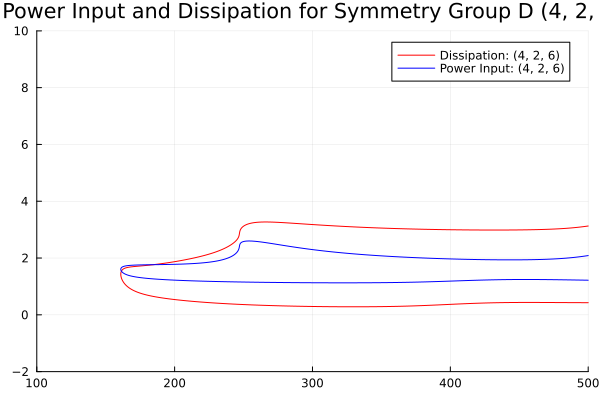 Power Input and Dissipation for Symmetry Group D (4, 2,
10
Dissipation: (4, 2, 6)
Power Input: (4, 2, 6)
8
6
4
2
0
−2
100 200 300 400 500